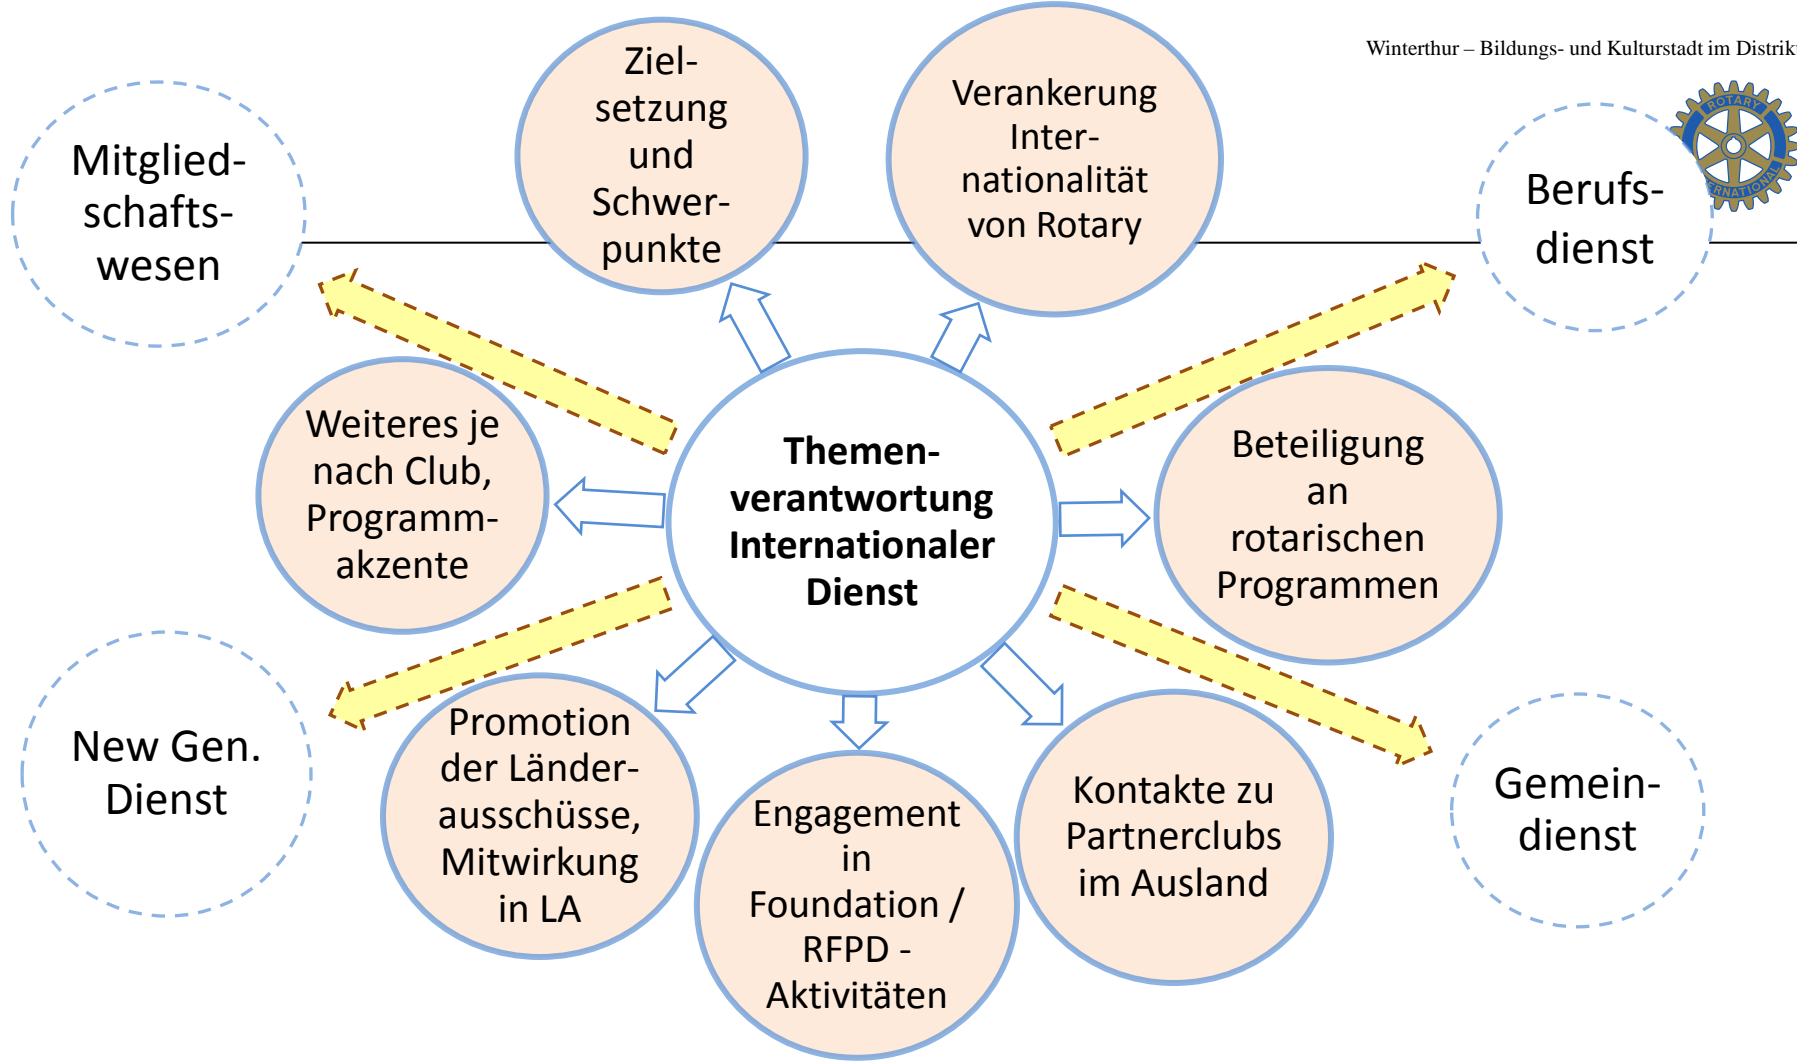 Winterthur – Bildungs- und Kulturstadt im Distrik
Ziel-
setzung
und
Schwer-
punkte
Verankerung
Inter-
nationalität
von Rotary
Mitglied-
schafts-
wesen
ROTARY
Berufs-
dienst
Weiteres je
nach Club,
Programm-
akzente
Themen-
verantwortung
Internationaler
Dienst
Beteiligung
an
rotarischen
Programmen
New Gen.
Dienst
Promotion
der Länder-
ausschüsse,
Mitwirkung
in LA
Engagement
in
Foundation /
RFPD -
Aktivitäten
Kontakte zu
Partnerclubs
im Ausland
Gemein-
dienst